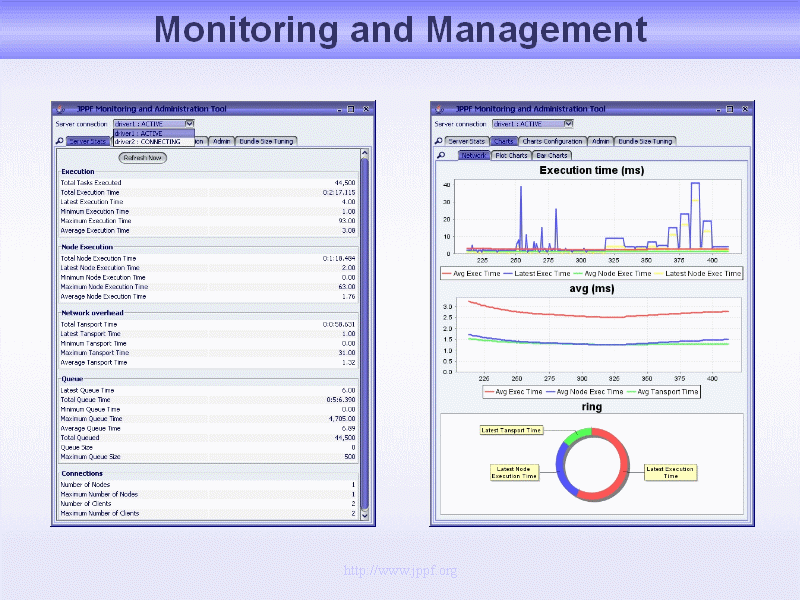 Monitoring and Management
JPPF Monitoring and Administration Tool
Server connection driver1 : ACTIVE
driver1 : ACTIVE
driver2 : CONNECTING
Server Stats Admin Bundle Size Tuning
Refresh Now
Execution
Total Tasks Executed 44,500
Total Execution Time 0:2:17.115
Latest Execution Time 4.00
Minimum Execution Time 1.00
Maximum Execution Time 93.00
Average Execution Time 3.08
Node Execution
Total Node Execution Time 0:1:18.484
Latest Node Execution Time 2.00
Minimum Node Execution Time 0.00
Maximum Node Execution Time 63.00
Average Node Execution Time 1.76
Network overhead
Total Tansport Time 0:0:58.631
Latest Tansport Time 1.00
Minimum Tansport Time 0.00
Maximum Tansport Time 31.00
Average Tansport Time 1.32
Queue
Latest Queue Time 6.00
Total Queue Time 0:5:6.390
Minimum Queue Time 0.00
Maximum Queue Time 4,705.00
Average Queue Time 6.89
Total Queued 44,500
Queue Size 0
Maximum Queue Size 500
Connections
Number of Nodes 1
Maximum Number of Nodes 1
Number of Clients 2
Maximum Number of Clients 2
JPPF Monitoring and Administration Tool
Server connection driver1 : ACTIVE
Server Stats Charts Charts Configuration Admin Bundle Size Tuning
Network Plot Charts Bar Charts
Execution time (ms)
40
30
20
10
0
225 250 275 300 325 350 375 400
Avg Exec Time Latest Exec Time Avg Node Exec Time Latest Node Exec Time
avg (ms)
3.0
2.5
2.0
1.5
1.0
0.5
0.0
225 250 275 300 325 350 375 400
Avg Exec Time Avg Node Exec Time Avg Tansport Time
ring
Latest Tansport Time
Latest Node
Execution Time
Latest Execution
Time
http://www.jppf.org